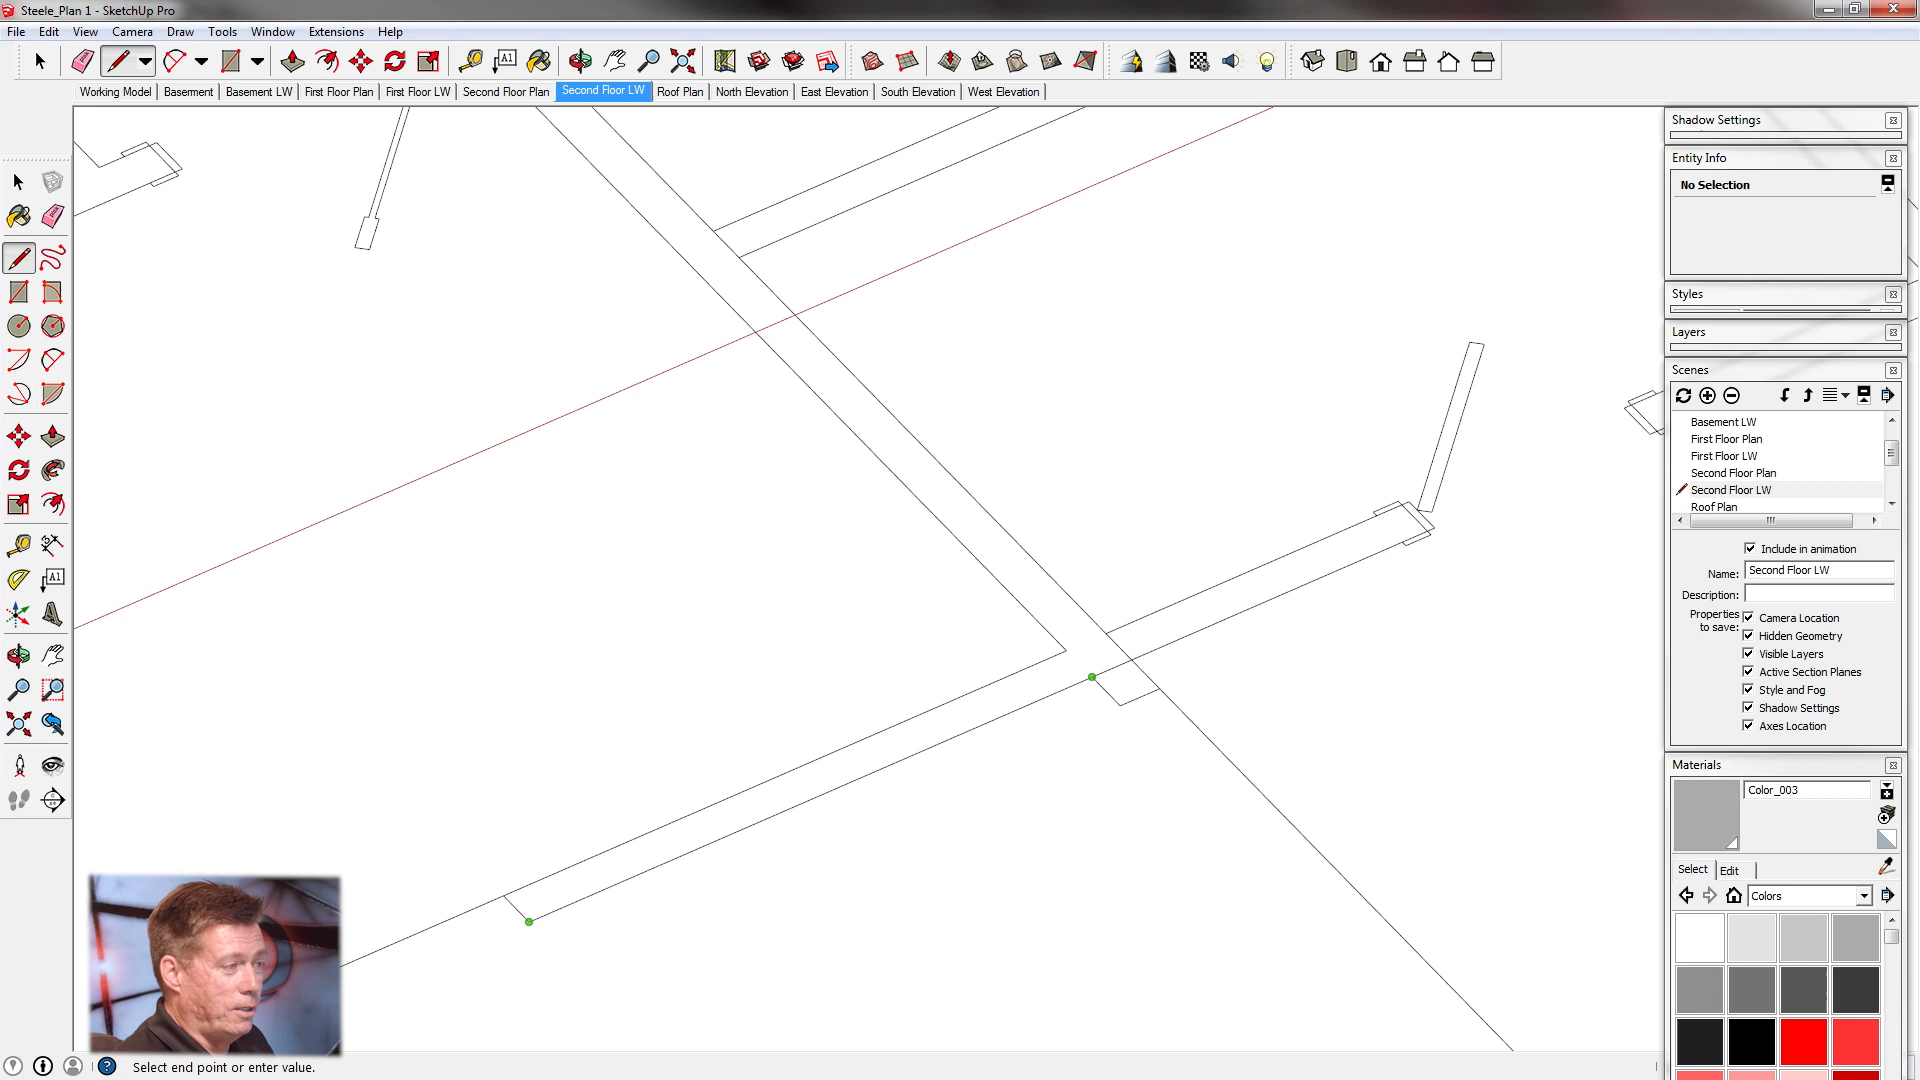 Steele_Plan 1 - SketchUp Pro
File Edit View Camera Draw Tools Window Extensions Help
A1
Working Model Basement Basement LW First Floor Plan First Floor LW Second Floor Plan Second Floor LW Roof Plan North Elevation East Elevation South Elevation West Elevation
Shadow Settings
Entity Info
No Selection
Styles
Layers
Scenes
Basement LW
First Floor Plan
First Floor LW
Second Floor Plan
Second Floor LW
Roof Plan
Include in animation
Name: Second Floor LW
Description:
Properties to save:
Camera Location
Hidden Geometry
Visible Layers
Active Section Planes
Style and Fog
Shadow Settings
Axes Location
A1
Materials
Color_003
Select Edit
Colors
Select end point or enter value.